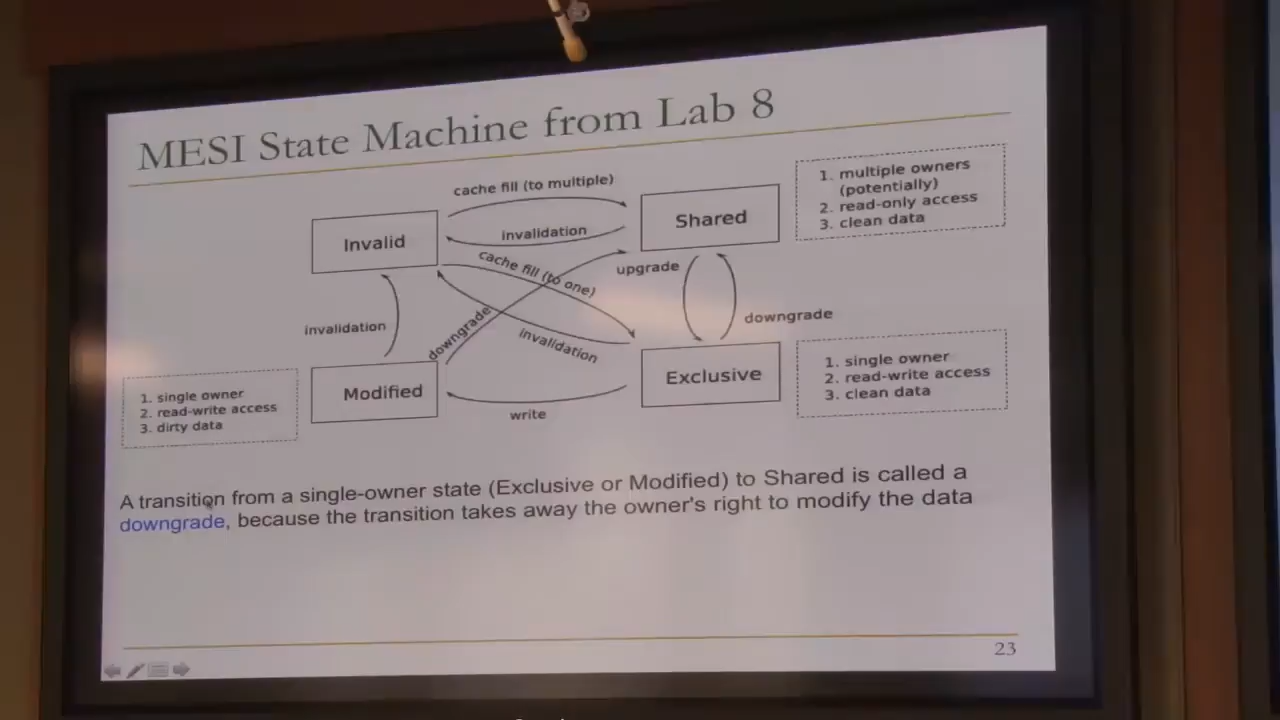 MESI State Machine from Lab 8
cache fill (to multiple)
Invalid
invalidation
Shared
1. multiple owners
(potentially)
2. read-only access
3. clean data
cache fill (to one)
upgrade
downgrade
invalidation
downgrade
invalidation
1. single owner
2. read-write access
3. dirty data
Modified
write
Exclusive
1. single owner
2. read-write access
3. clean data
A transition from a single-owner state (Exclusive or Modified) to Shared is called a
downgrade, because the transition takes away the owner's right to modify the data
23